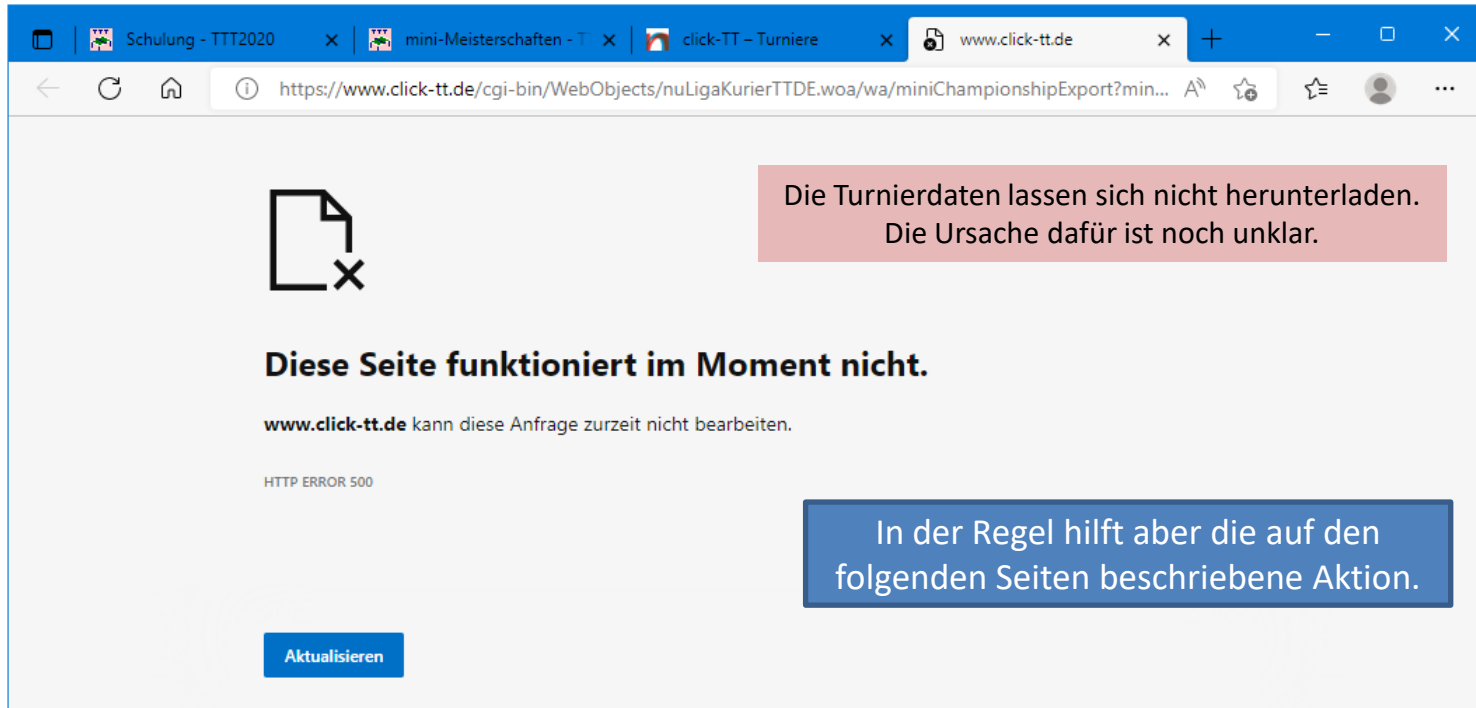 Schulung - TTT2020
mini-Meisterschaften - T
click-TT – Turniere
www.click-tt.de
https://www.click-tt.de/cgi-bin/WebObjects/nuLigaKurierTTDE.woa/wa/miniChampionshipExport?min...
Die Turnierdaten lassen sich nicht herunterladen.
Die Ursache dafür ist noch unklar.
Diese Seite funktioniert im Moment nicht.
www.click-tt.de kann diese Anfrage zurzeit nicht bearbeiten.
HTTP ERROR 500
In der Regel hilft aber die auf den
folgenden Seiten beschriebene Aktion.
Aktualisieren